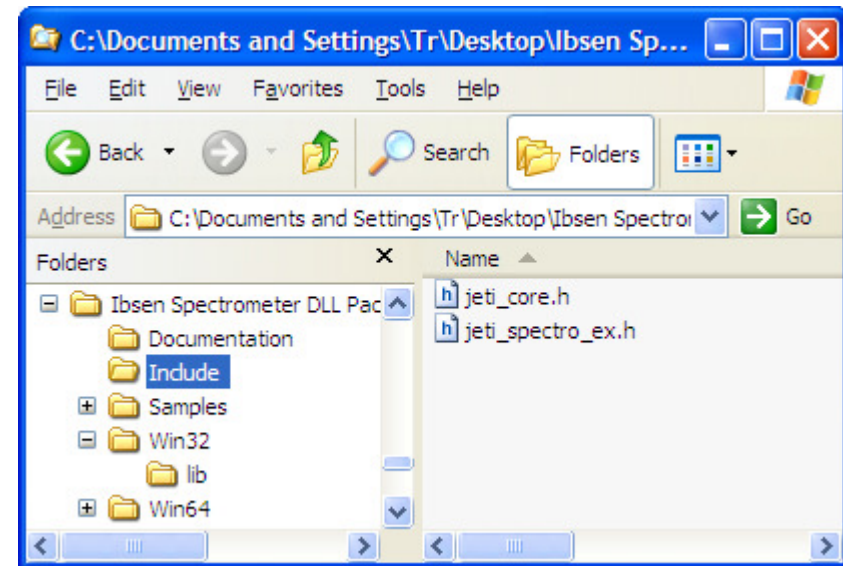 C:\Documents and Settings\Tr\Desktop\Ibsen Sp...
File Edit View Favorites Tools Help
Back Search Folders
Address C:\Documents and Settings\Tr\Desktop\Ibsen Spectro Go
Folders Name
Ibsen Spectrometer DLL Pac jeti_core.h
Documentation jeti_spectro_ex.h
Include
Samples
Win32
lib
Win64